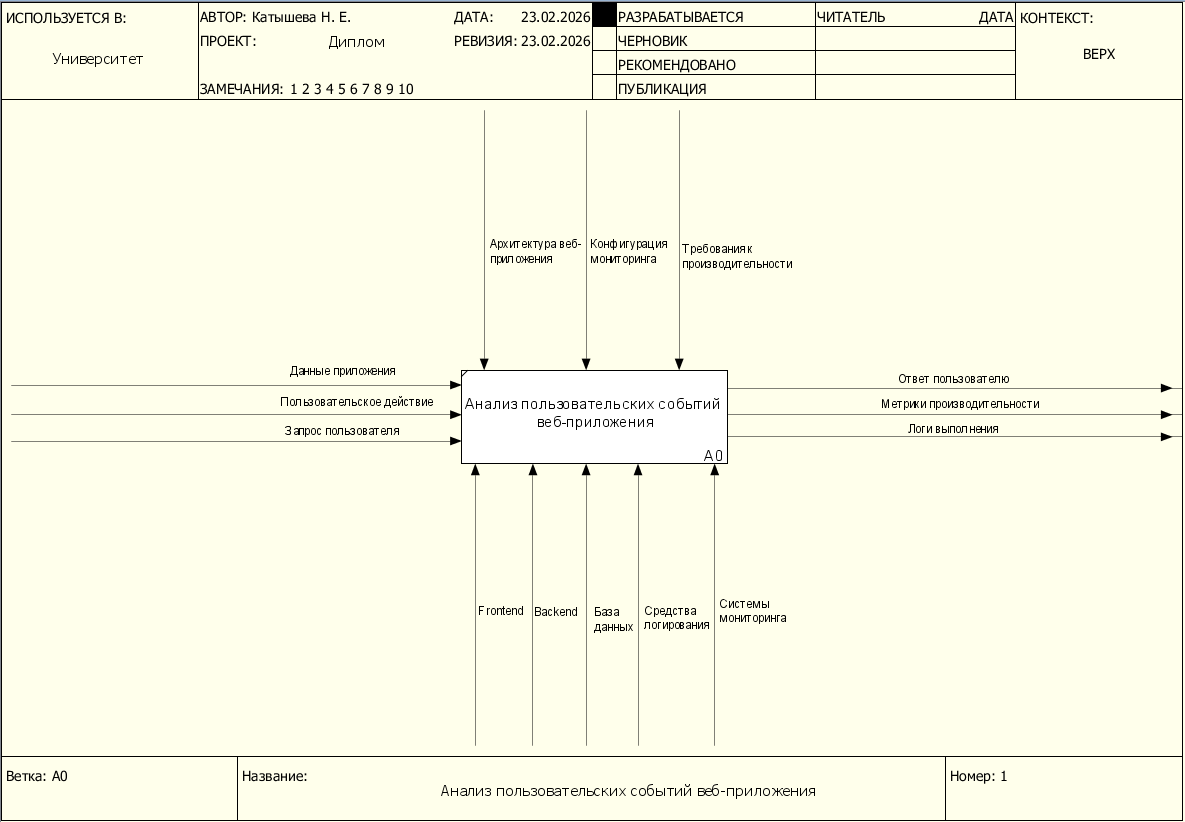 ИСПОЛЬЗУЕТСЯ В:
Университет
АВТОР: Катышева Н. Е.
ДАТА: 23.02.2026
ПРОЕКТ: Диплом
РЕВИЗИЯ: 23.02.2026
ЗАМЕЧАНИЯ: 1 2 3 4 5 6 7 8 9 10
РАЗРАБАТЫВАЕТСЯ
ЧЕРНОВИК
РЕКОМЕНДОВАНО
ПУБЛИКАЦИЯ
ЧИТАТЕЛЬ ДАТА
КОНТЕКСТ:
ВЕРХ
Архитектура веб-
приложения
Конфигурация
мониторинга
Требования к
производительности
Данные приложения
Пользовательское действие
Запрос пользователя
Анализ пользовательских событий
веб-приложения
A0
Ответ пользователю
Метрики производительности
Логи выполнения
Frontend
Backend
База
данных
Средства
логирования
Системы
мониторинга
Ветка: A0
Название:
Анализ пользовательских событий веб-приложения
Номер: 1